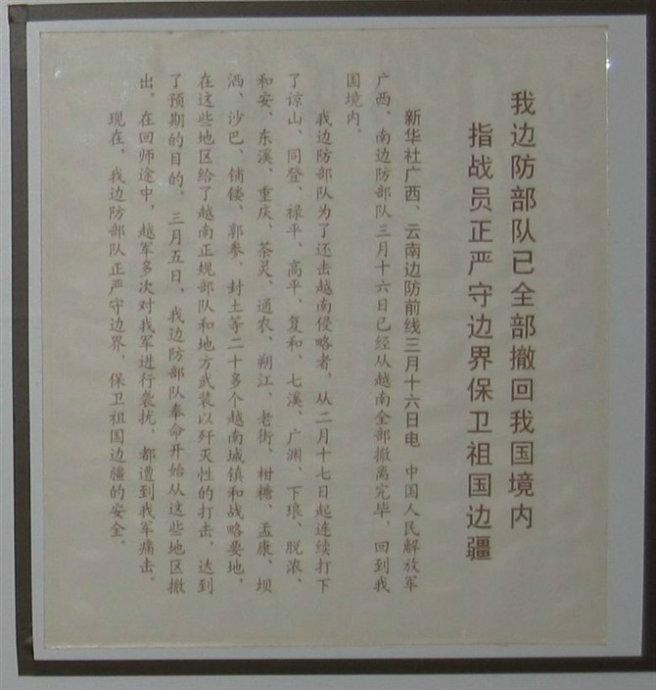 我边防部队已全部撤回我国境内
指战员正严守边界保卫祖国边疆
新华社广西、云南边防前线三月十六日电 中国人民解放军
广西、南边防部队三月十六日已经从越南全部撤离完毕，回到我
国境内。
我边防部队为了还击越南侵略者，从二月十七日起连续打下
了谅山、同登、禄平、高平、复和、七溪、广渊、下琅、脱浪、
和安、东溪、重庆、茶灵、通农、朔江、老街、柑糖、孟康、坝
洒、沙巴、铺镂、郭参、封土等二十多个越南城镇和战略要地，
在这些地区给了越南正规部队和地方武装以歼灭性的打击，达到
了预期的目的。三月五日，我边防部队奉命开始从这些地区撤
出。在回师途中，越军多次对我军进行袭扰，都遭到我军痛击。
现在，我边防部队正严守边界，保卫祖国边疆的安全。